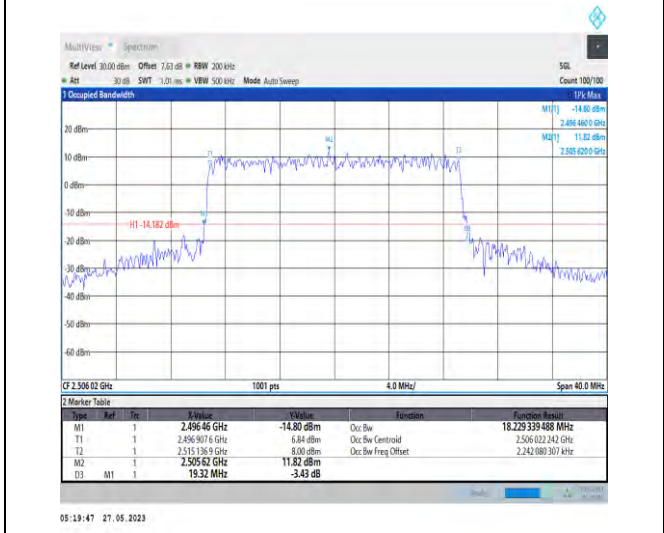 MultiView Spectrum
Ref Level 30.00 dBm Offset 7.63 dB RBW 200 kHz SGL
Att 30 dB SWT 1.01 ms VBW 500 kHz Mode Auto Sweep Count 100/100
1 Occupied Bandwidth 1Pk Max
M1[1] -14.80 dBm
2.496 460 0 GHz
M2[1] 11.82 dBm
2.505 620 0 GHz
20 dBm
M2
T1 T2
10 dBm
0 dBm
-10 dBm
H1 -14.182 dBm
-20 dBm
-30 dBm
-40 dBm
-50 dBm
-60 dBm
CF 2.506 02 GHz 1001 pts 4.0 MHz/ Span 40.0 MHz
2 Marker Table
Type Ref Trc X-Value Y-Value Function Function Result
M1 1 2.496 46 GHz -14.80 dBm Occ Bw 18.229 339 488 MHz
T1 1 2.496 907 6 GHz 6.84 dBm Occ Bw Centroid 2.506 022 242 GHz
T2 1 2.515 136 9 GHz 8.00 dBm Occ Bw Freq Offset 2.242 080 307 kHz
M2 1 2.505 62 GHz 11.82 dBm
D3 M1 1 19.32 MHz -3.43 dB
05:19:47 27.05.2023